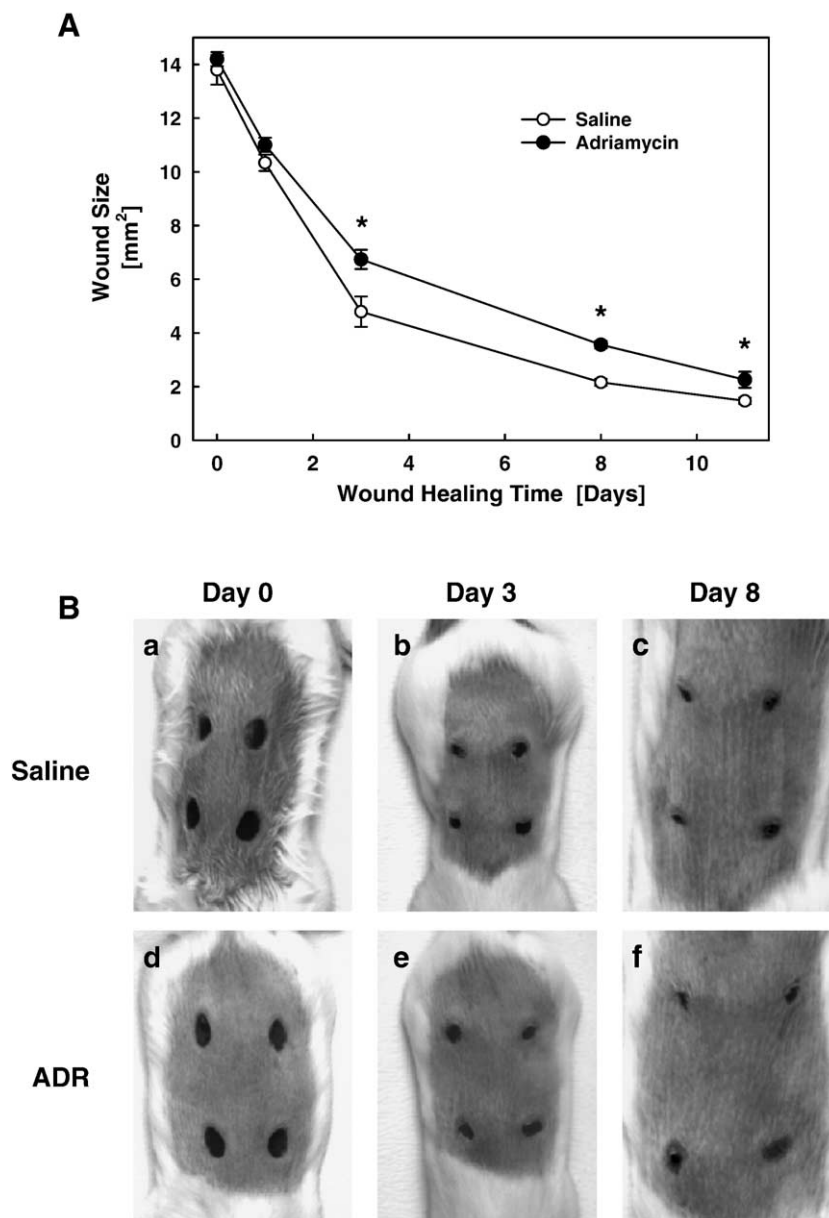 A
14
12
10
8
6
4
2
0
Wound Size
[mm²]
Saline
Adriamycin
*
*
*
0 2 4 6 8 10
Wound Healing Time [Days]
B
Day 0 Day 3 Day 8
Saline
a b c
ADR
d e f